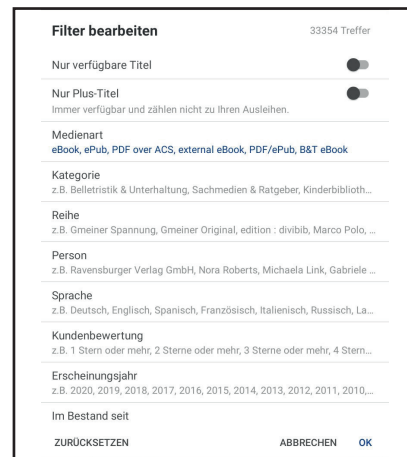 Filter bearbeiten 33354 Treffer
Nur verfügbare Titel
Nur Plus-Titel
Immer verfügbar und zählen nicht zu Ihren Ausleihen.
Medienart
eBook, ePub, PDF over ACS, external eBook, PDF/ePub, B&T eBook
Kategorie
z.B. Belletristik & Unterhaltung, Sachmedien & Ratgeber, Kinderbiblioth...
Reihe
z.B. Gmeiner Spannung, Gmeiner Original, edition : divibib, Marco Polo, ...
Person
z.B. Ravensburger Verlag GmbH, Nora Roberts, Michaela Link, Gabriele ...
Sprache
z.B. Deutsch, Englisch, Spanisch, Französisch, Italienisch, Russisch, La...
Kundenbewertung
z.B. 1 Stern oder mehr, 2 Sterne oder mehr, 3 Sterne oder mehr, 4 Stern...
Erscheinungsjahr
z.B. 2020, 2019, 2018, 2017, 2016, 2015, 2014, 2013, 2012, 2011, 2010,...
Im Bestand seit
ZURÜCKSETZEN ABBRECHEN OK